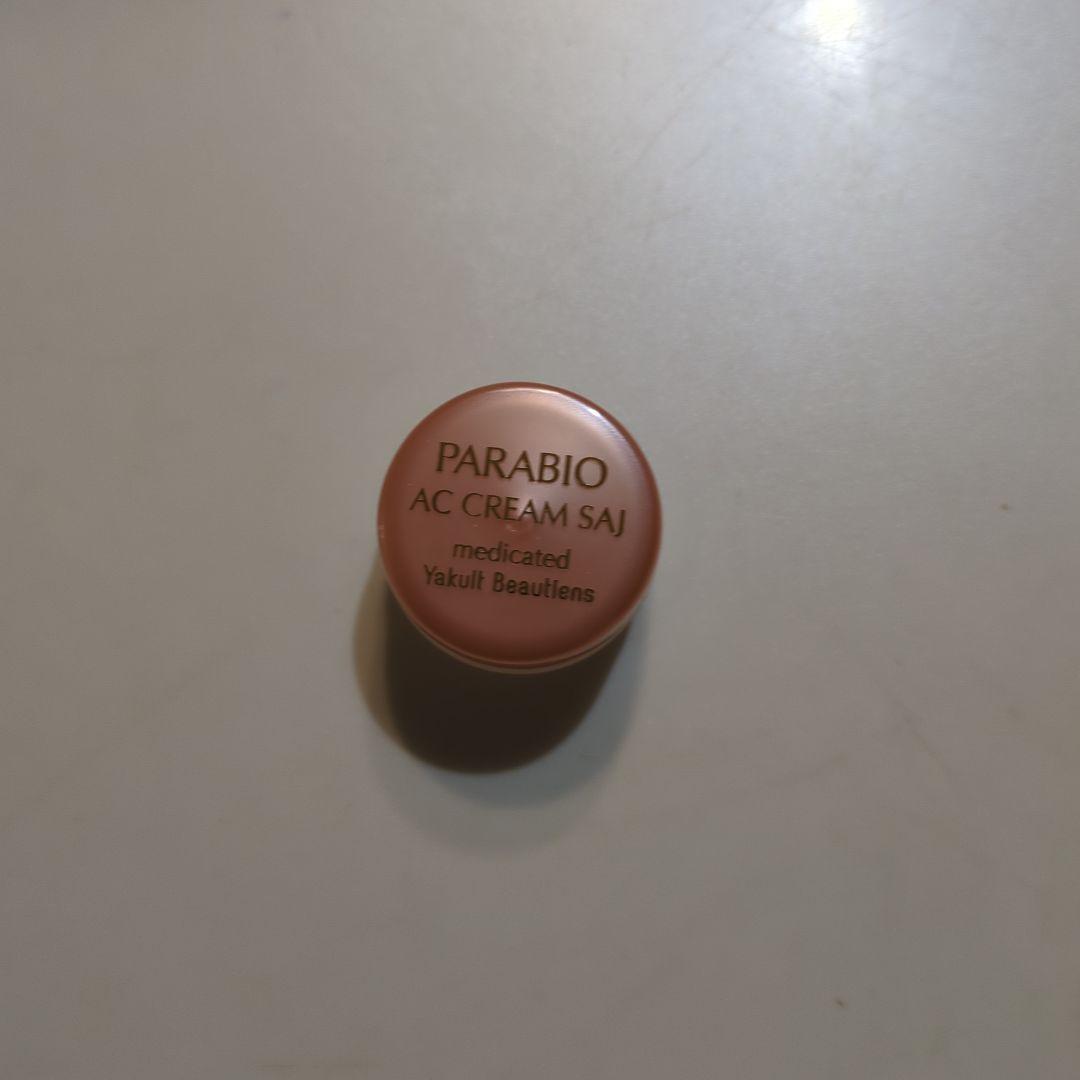 PARABIO
AC CREAM SAJ
medicated
Yakult Beautiens